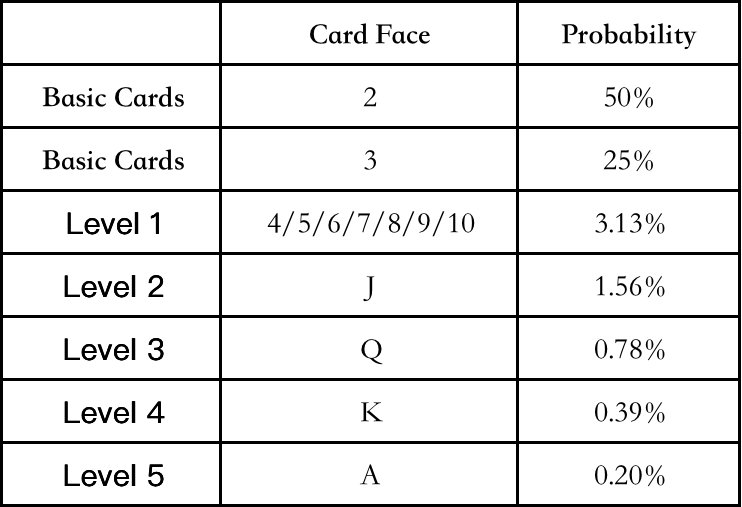 Card Face Probability
Basic Cards 2 50%
Basic Cards 3 25%
Level 1 4/5/6/7/8/9/10 3.13%
Level 2 J 1.56%
Level 3 Q 0.78%
Level 4 K 0.39%
Level 5 A 0.20%